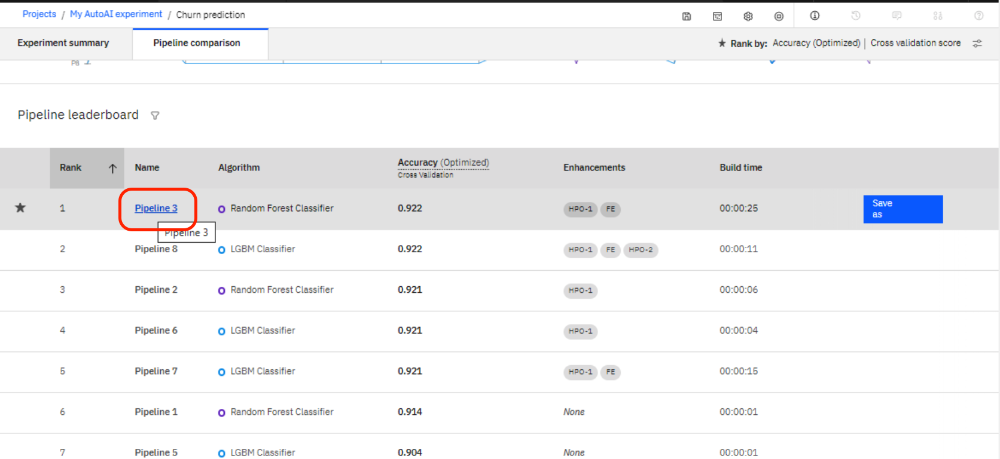 Projects / My AutoAI experiment / Churn prediction
Experiment summary
Pipeline comparison
Rank by: Accuracy (Optimized) | Cross validation score
P8
Pipeline leaderboard
Rank Name Algorithm Accuracy (Optimized) Enhancements Build time
Cross Validation
1 Pipeline 3 Random Forest Classifier 0.922 HPO-1 FE 00:00:25 Save as
Pipeline 3
2 Pipeline 8 LGBM Classifier 0.922 HPO-1 FE HPO-2 00:00:11
3 Pipeline 2 Random Forest Classifier 0.921 HPO-1 00:00:06
4 Pipeline 6 LGBM Classifier 0.921 HPO-1 00:00:04
5 Pipeline 7 LGBM Classifier 0.921 HPO-1 FE 00:00:15
6 Pipeline 1 Random Forest Classifier 0.914 None 00:00:01
7 Pipeline 5 LGBM Classifier 0.904 None 00:00:01